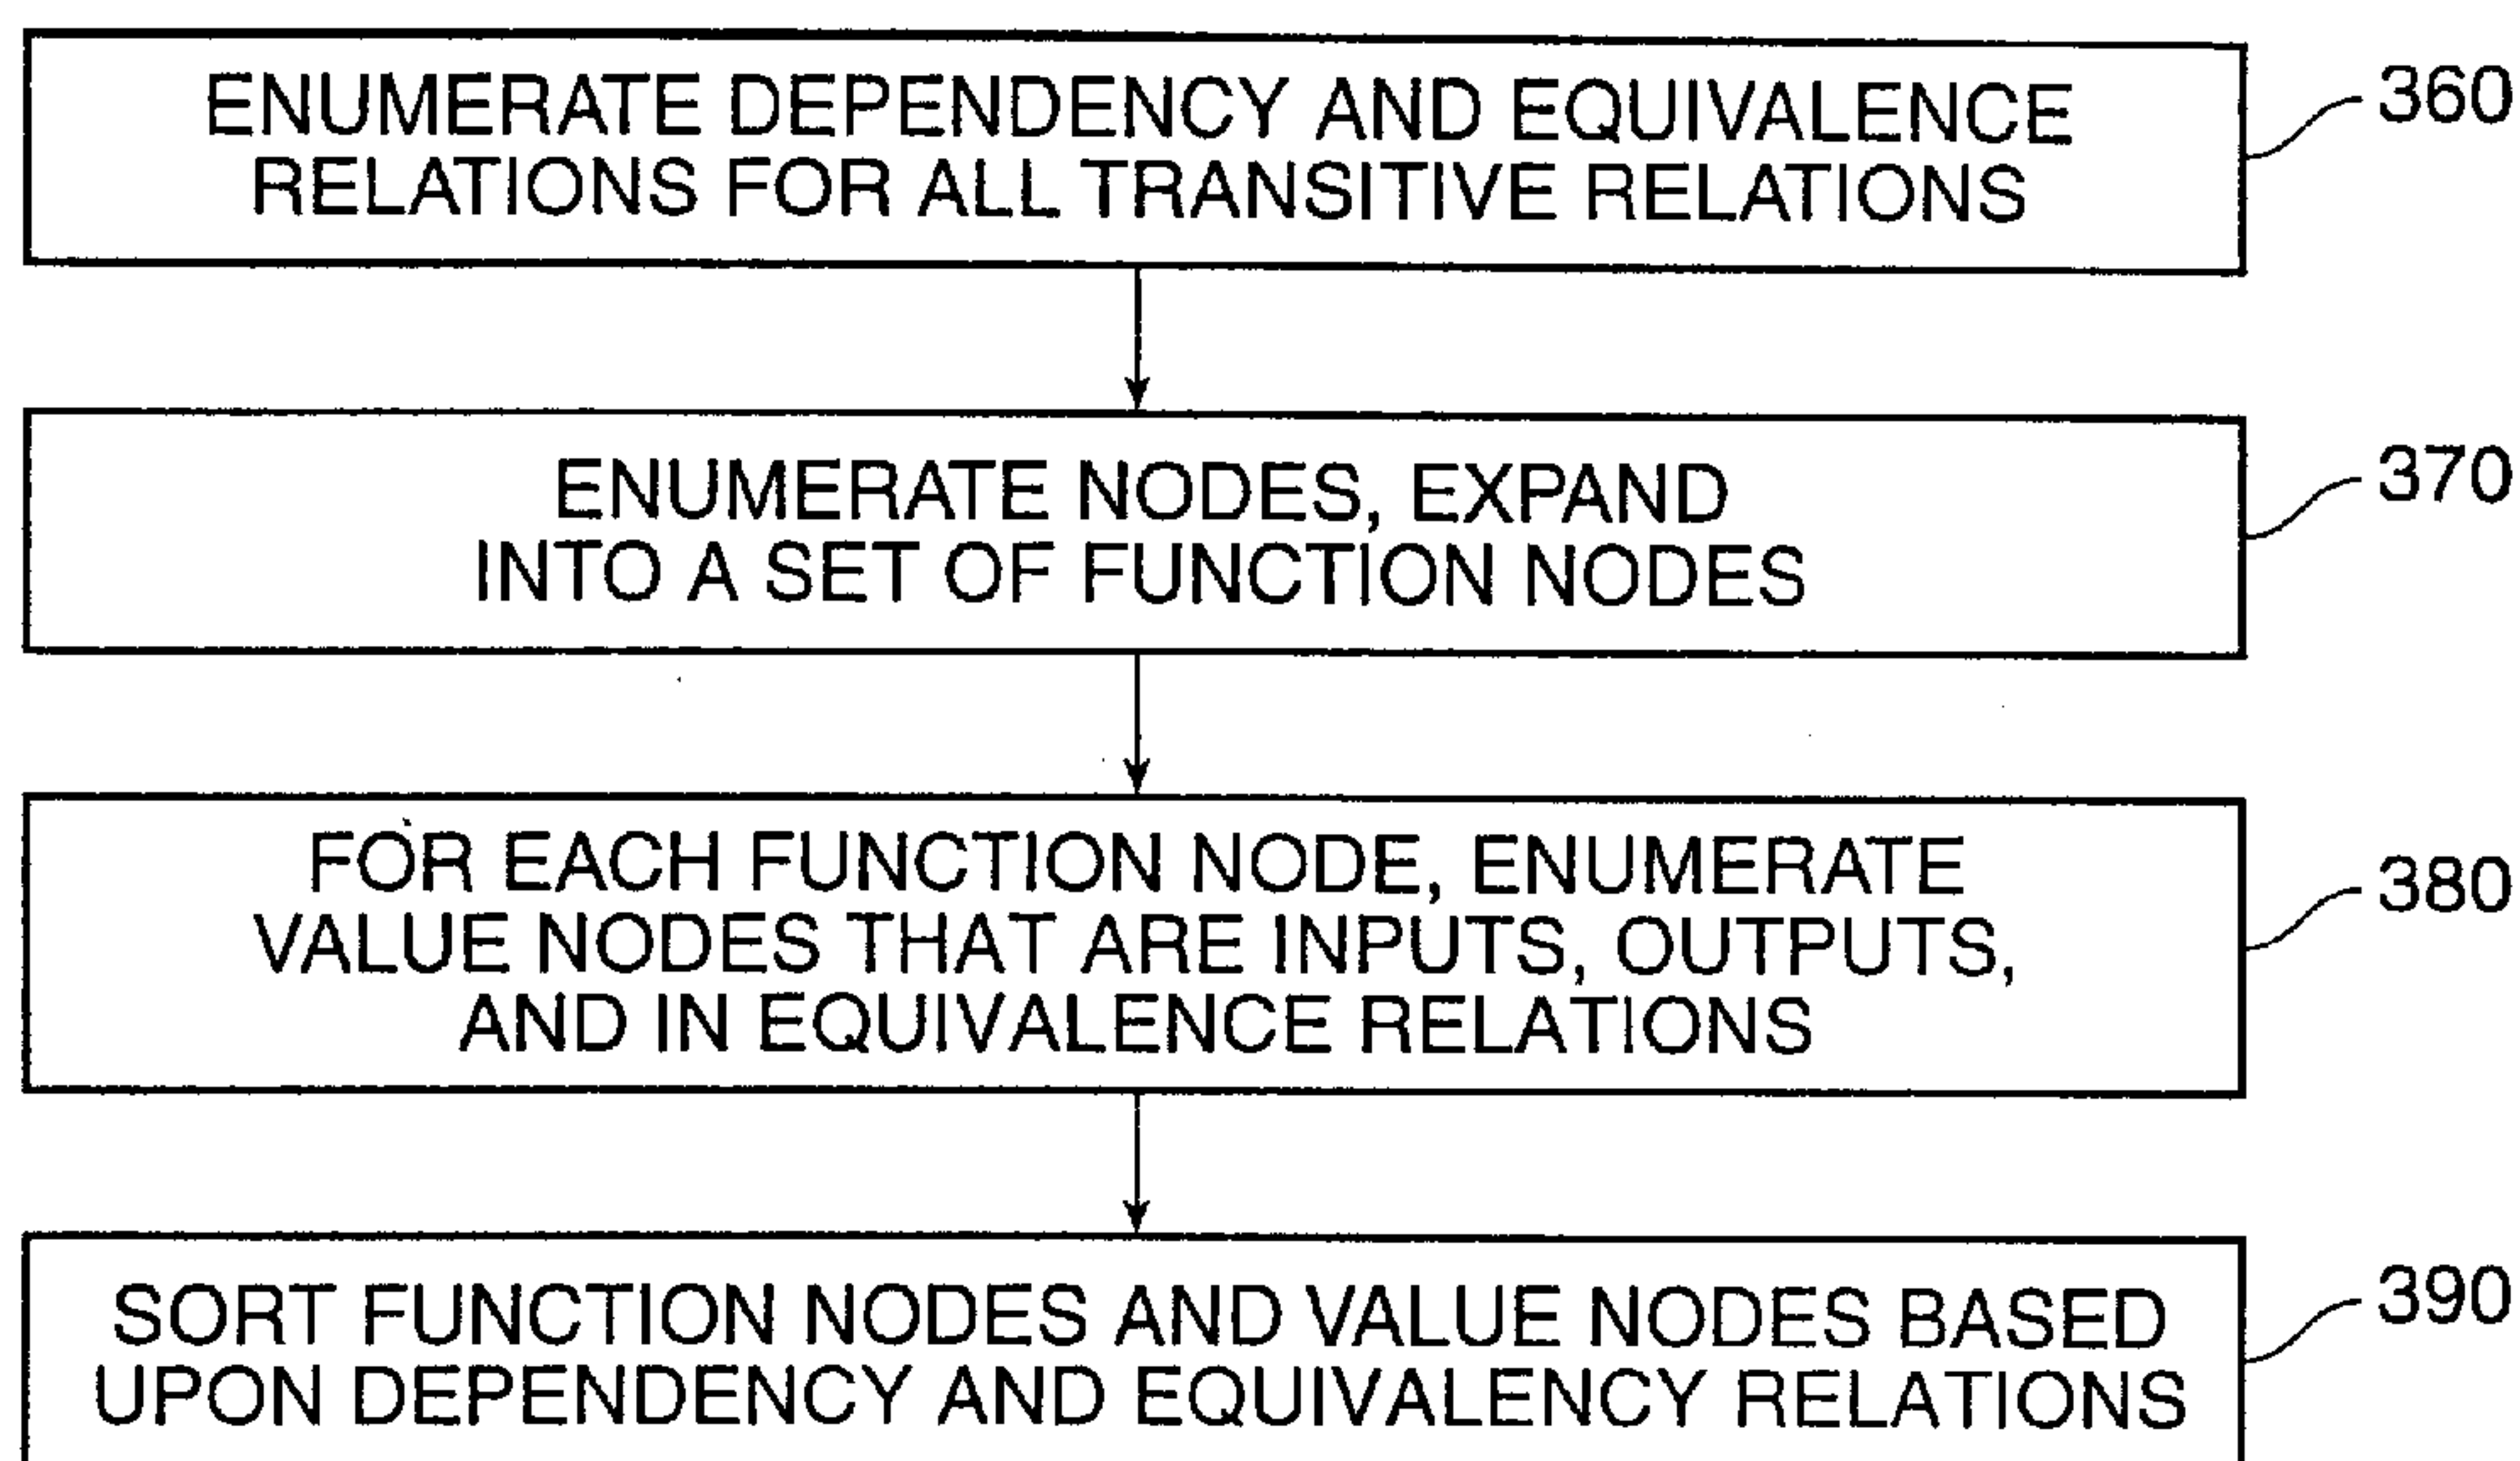 ENUMERATE DEPENDENCY AND EQUIVALENCE
RELATIONS FOR ALL TRANSITIVE RELATIONS
360
ENUMERATE NODES, EXPAND
INTO A SET OF FUNCTION NODES
370
FOR EACH FUNCTION NODE, ENUMERATE
VALUE NODES THAT ARE INPUTS, OUTPUTS,
AND IN EQUIVALENCE RELATIONS
380
SORT FUNCTION NODES AND VALUE NODES BASED
UPON DEPENDENCY AND EQUIVALENCY RELATIONS
390